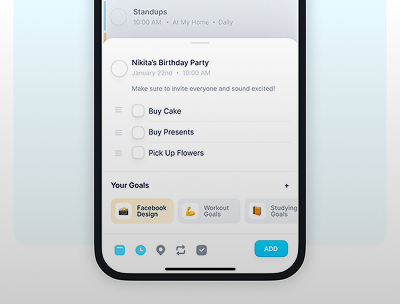 Standups
10:00 AM • At My Home • Daily
Nikita's Birthday Party
January 22nd • 10:00 AM
Make sure to invite everyone and sound excited!
Buy Cake
Buy Presents
Pick Up Flowers
Your Goals +
Facebook
Design
Workout
Goals
Studying
Goals
ADD